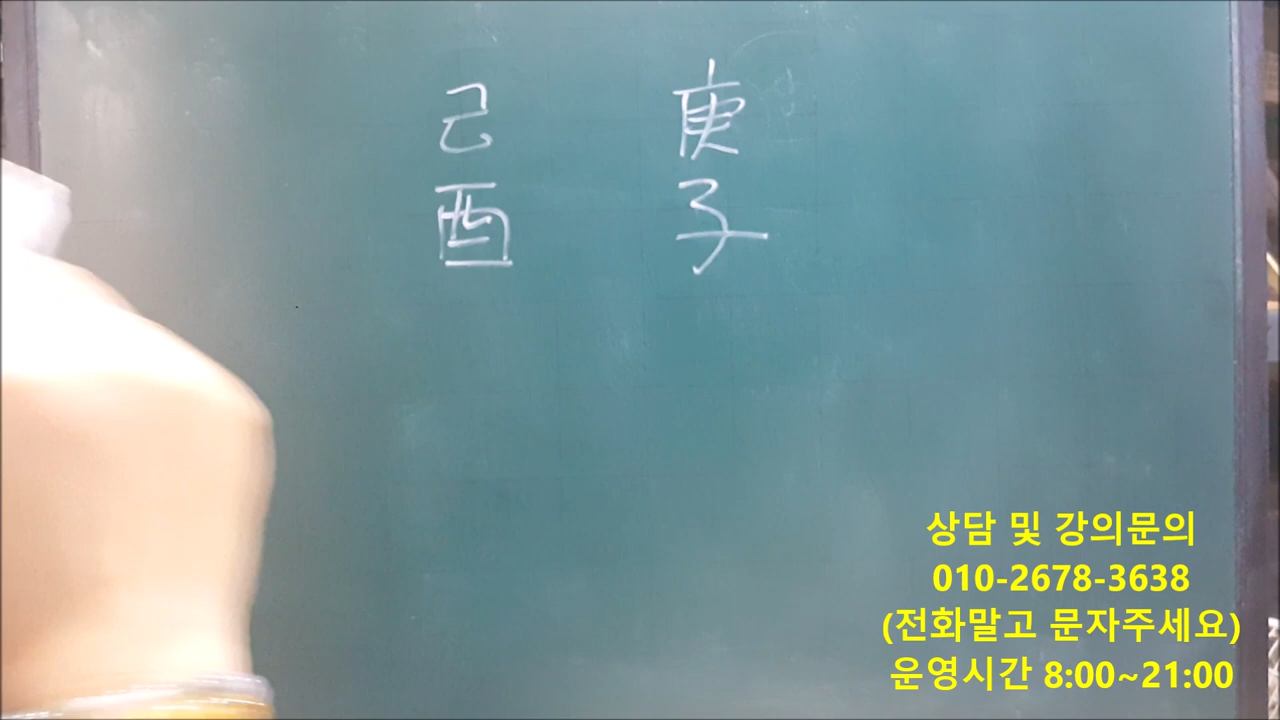 己 庚
酉 子
상담 및 강의문의
010-2678-3638
(전화말고 문자주세요)
운영시간 8:00~21:00